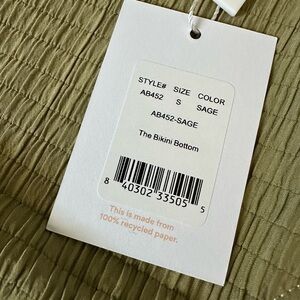 STYLE# SIZE COLOR
AB452 S SAGE
AB452-SAGE
The Bikini Bottom
8 40302 33505 5
This is made from
100% recycled paper.